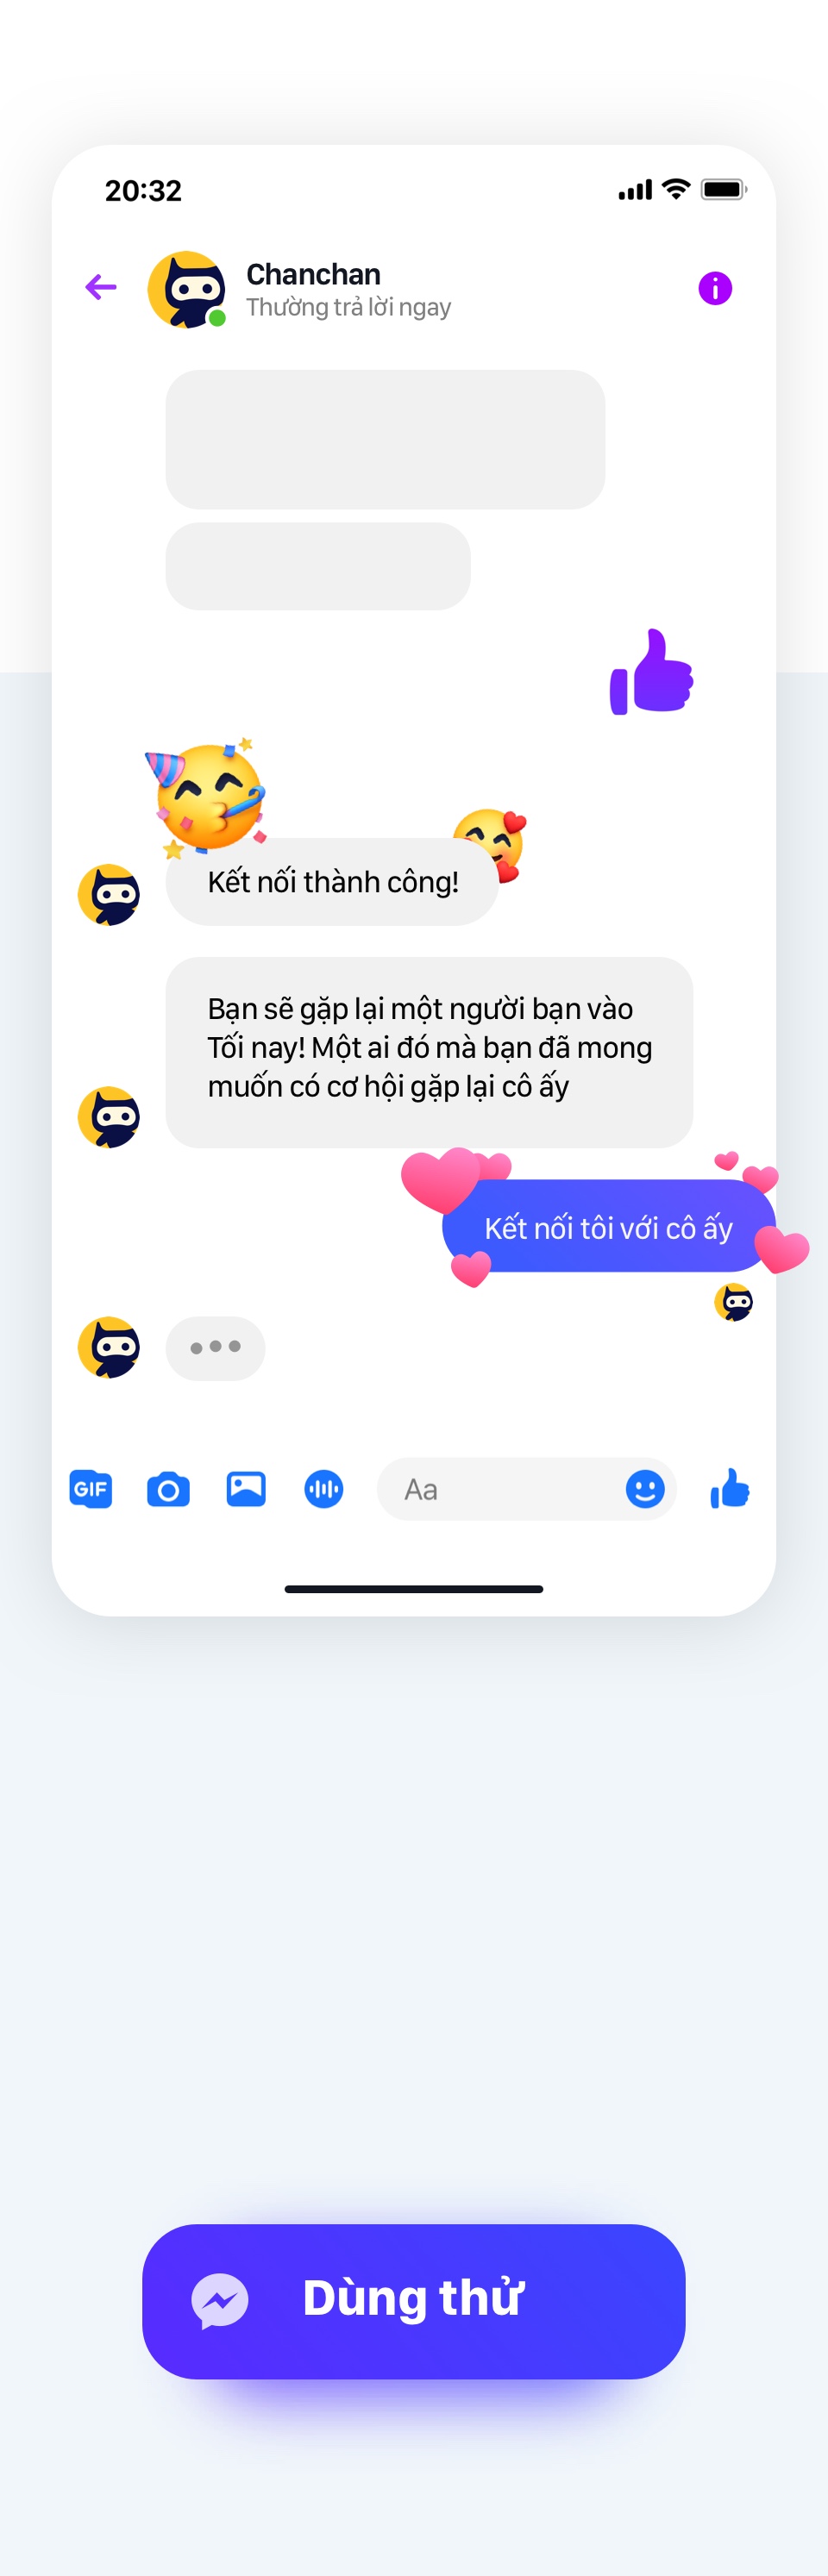 20:32
Chanchan
Thường trả lời ngay
Kết nối thành công!
Bạn sẽ gặp lại một người bạn vào
Tối nay! Một ai đó mà bạn đã mong
muốn có cơ hội gặp lại cô ấy
Kết nối tôi với cô ấy
GIF
Aa
Dùng thử